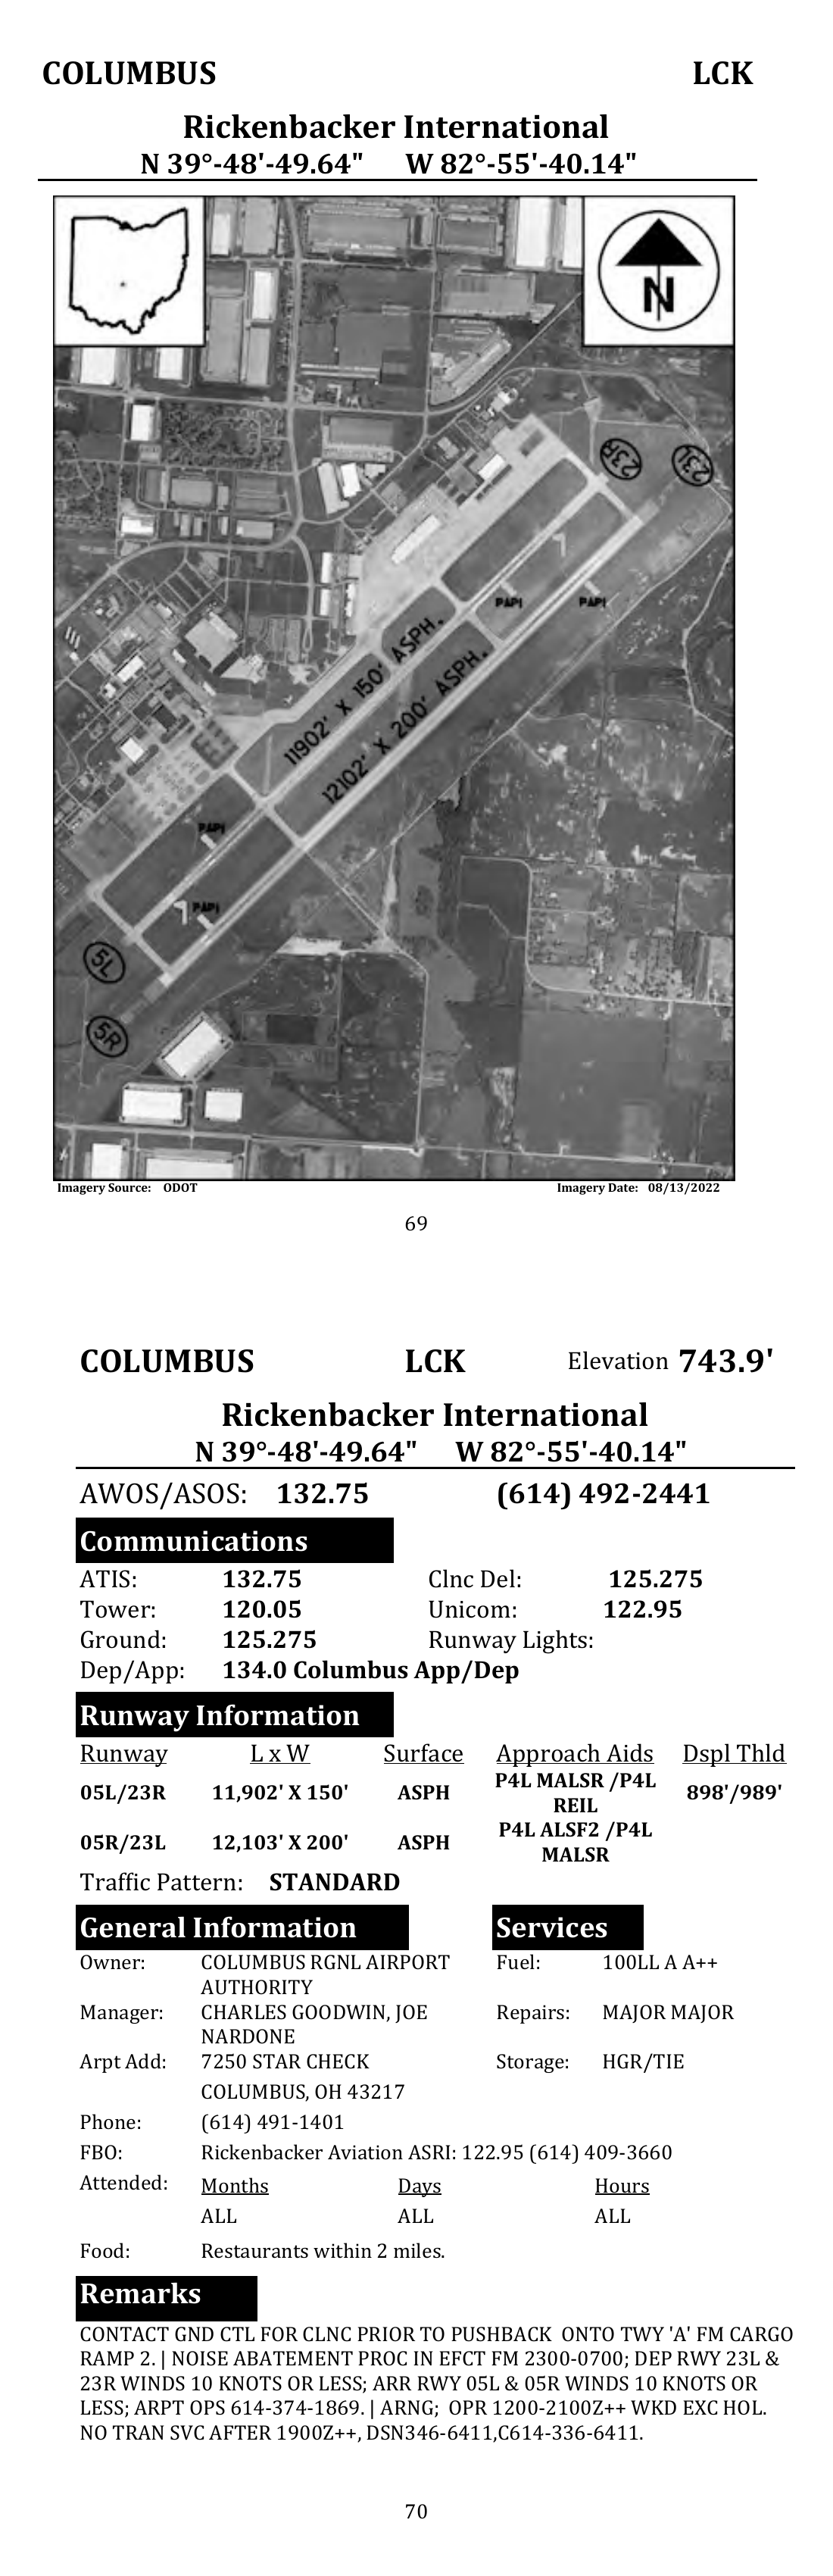 COLUMBUS LCK
Rickenbacker International
N 39°-48'-49.64" W 82°-55'-40.14"
N
23R
23L
PAPI PAPI
11902' X 150' ASPH.
12102' X 200' ASPH.
PAPI
PAPI
5L
5R
Imagery Source: ODOT Imagery Date: 08/13/2022
69
COLUMBUS LCK Elevation 743.9'
Rickenbacker International
N 39°-48'-49.64" W 82°-55'-40.14"
AWOS/ASOS: 132.75 (614) 492-2441
Communications
ATIS: 132.75 Clnc Del: 125.275
Tower: 120.05 Unicom: 122.95
Ground: 125.275 Runway Lights:
Dep/App: 134.0 Columbus App/Dep
Runway Information
Runway L x W Surface Approach Aids Dspl Thld
05L/23R 11,902' X 150' ASPH P4L MALSR /P4L REIL 898'/989'
05R/23L 12,103' X 200' ASPH P4L ALSF2 /P4L MALSR
Traffic Pattern: STANDARD
General Information Services
Owner: COLUMBUS RGNL AIRPORT Fuel: 100LL A A++
AUTHORITY
Manager: CHARLES GOODWIN, JOE Repairs: MAJOR MAJOR
NARDONE
Arpt Add: 7250 STAR CHECK Storage: HGR/TIE
COLUMBUS, OH 43217
Phone: (614) 491-1401
FBO: Rickenbacker Aviation ASRI: 122.95 (614) 409-3660
Attended: Months Days Hours
ALL ALL ALL
Food: Restaurants within 2 miles.
Remarks
CONTACT GND CTL FOR CLNC PRIOR TO PUSHBACK ONTO TWY 'A' FM CARGO
RAMP 2. | NOISE ABATEMENT PROC IN EFCT FM 2300-0700; DEP RWY 23L &
23R WINDS 10 KNOTS OR LESS; ARR RWY 05L & 05R WINDS 10 KNOTS OR
LESS; ARPT OPS 614-374-1869. | ARNG; OPR 1200-2100Z++ WKD EXC HOL.
NO TRAN SVC AFTER 1900Z++, DSN346-6411,C614-336-6411.
70